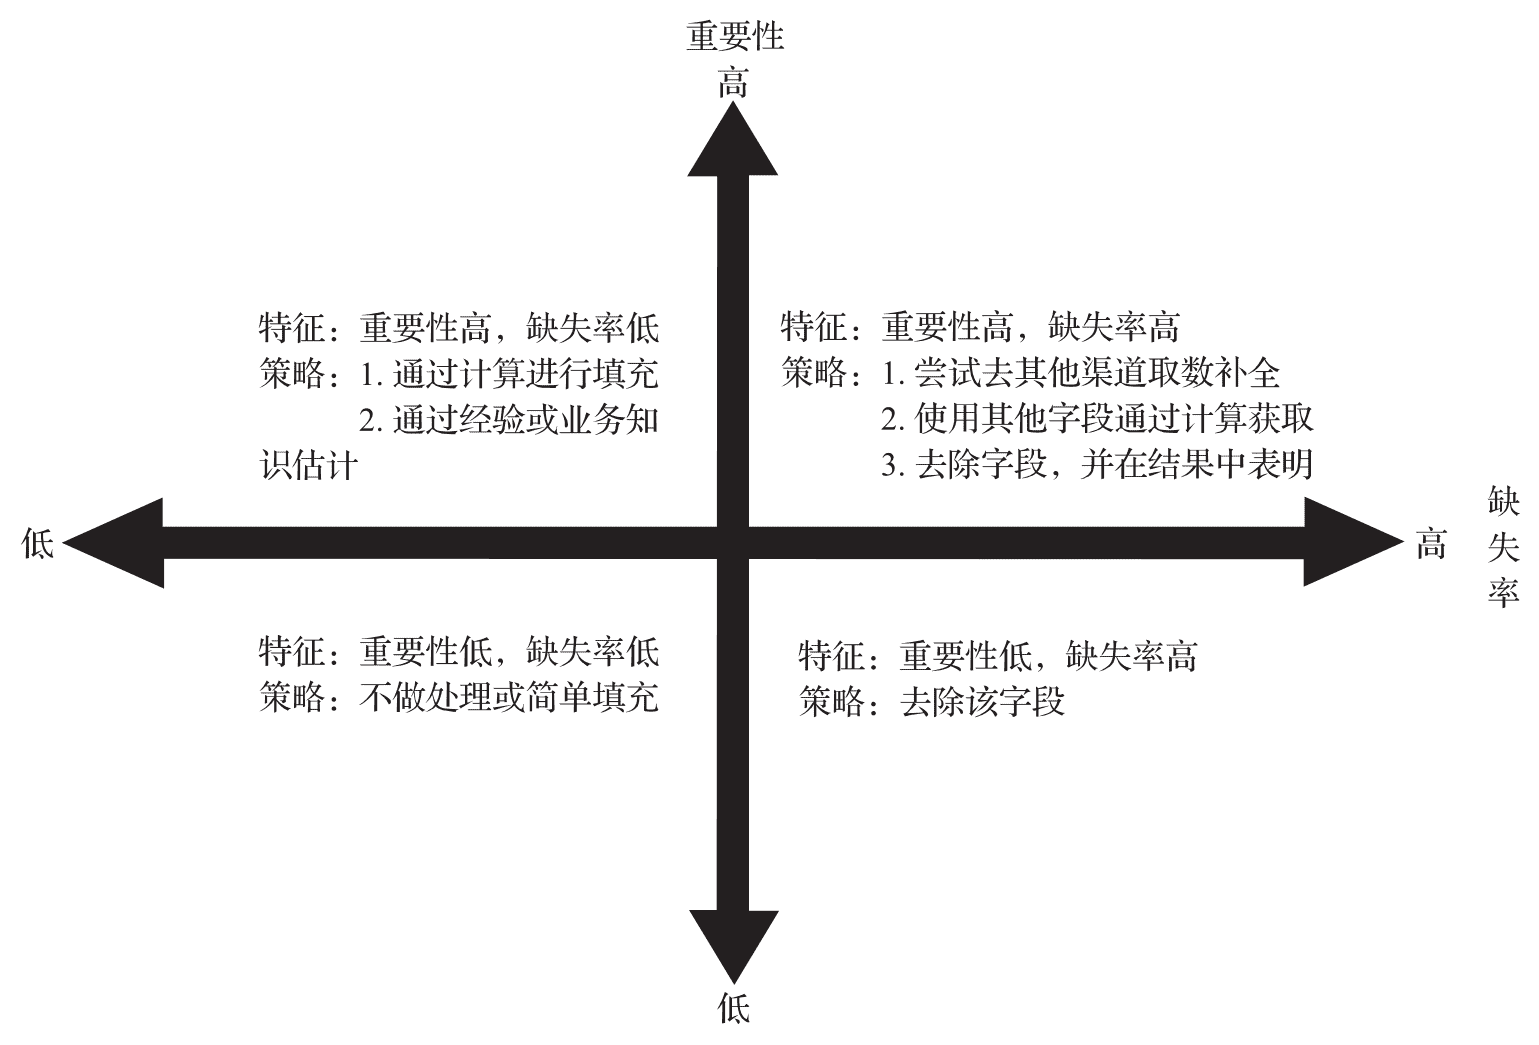 重要性
高
特征：重要性高，缺失率低
策略：1. 通过计算进行填充
2. 通过经验或业务知
识估计
特征：重要性高，缺失率高
策略：1. 尝试去其他渠道取数补全
2. 使用其他字段通过计算获取
3. 去除字段，并在结果中表明
低
高
缺
失
率
特征：重要性低，缺失率低
策略：不做处理或简单填充
特征：重要性低，缺失率高
策略：去除该字段
低